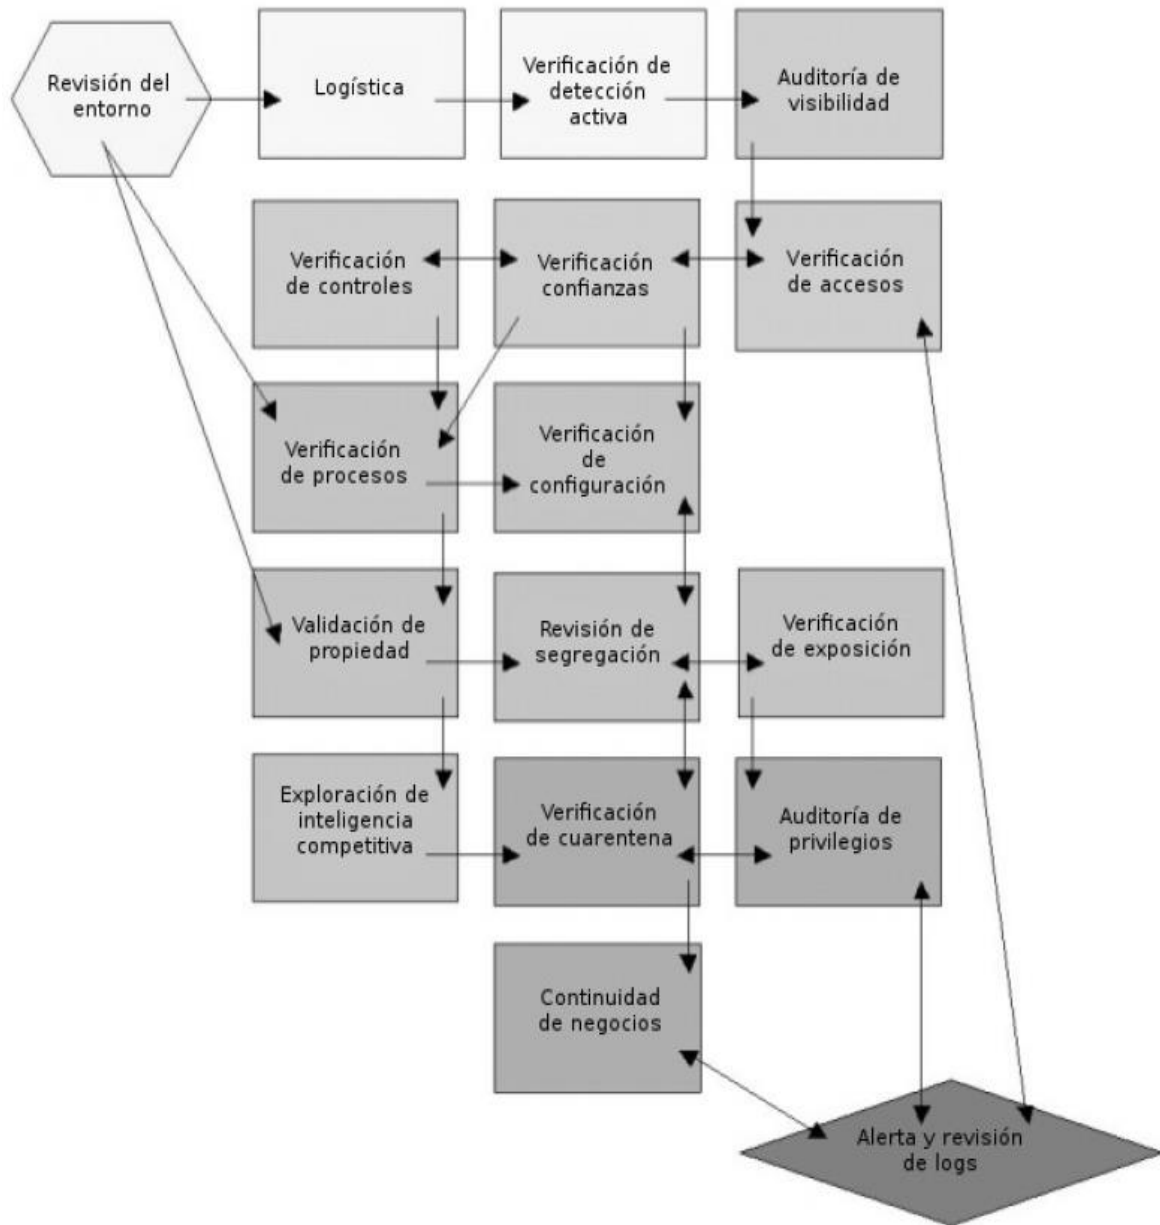 Revisión del
entorno
Logística
Verificación de
detección
activa
Auditoría de
visibilidad
Verificación
de controles
Verificación
confianzas
Verificación
de accesos
Verificación
de procesos
Verificación
de
configuración
Validación de
propiedad
Revisión de
segregación
Verificación
de exposición
Exploración de
inteligencia
competitiva
Verificación
de cuarentena
Auditoría de
privilegios
Continuidad
de negocios
Alerta y revisión
de logs